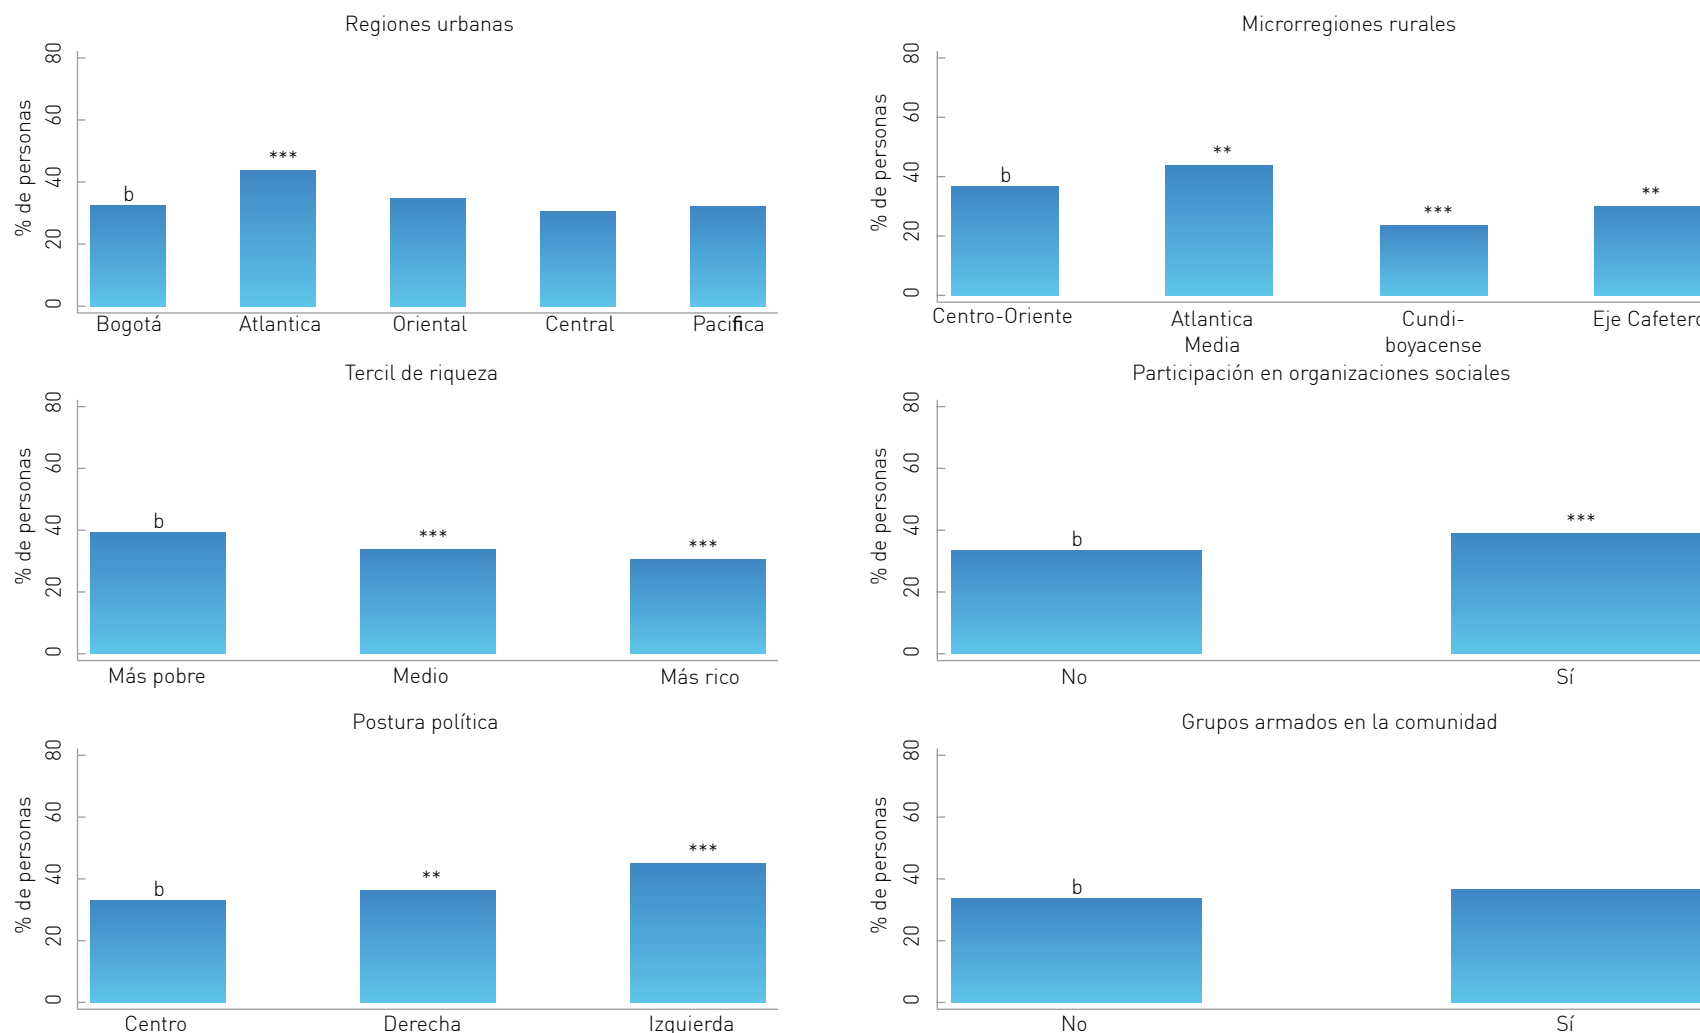 Regiones urbanas
80
60
40
20
0
% de personas
b
***
Bogotá
Atlantica
Oriental
Central
Pacifica
Microrregiones rurales
80
60
40
20
0
% de personas
b
**
***
**
Centro-Oriente
Atlantica
Media
Cundi-
boyacense
Eje Cafetero
Tercil de riqueza
80
60
40
20
0
% de personas
b
***
***
Más pobre
Medio
Más rico
Participación en organizaciones sociales
80
60
40
20
0
% de personas
b
***
No
Sí
Postura política
80
60
40
20
0
% de personas
b
**
***
Centro
Derecha
Izquierda
Grupos armados en la comunidad
80
60
40
20
0
% de personas
b
No
Sí